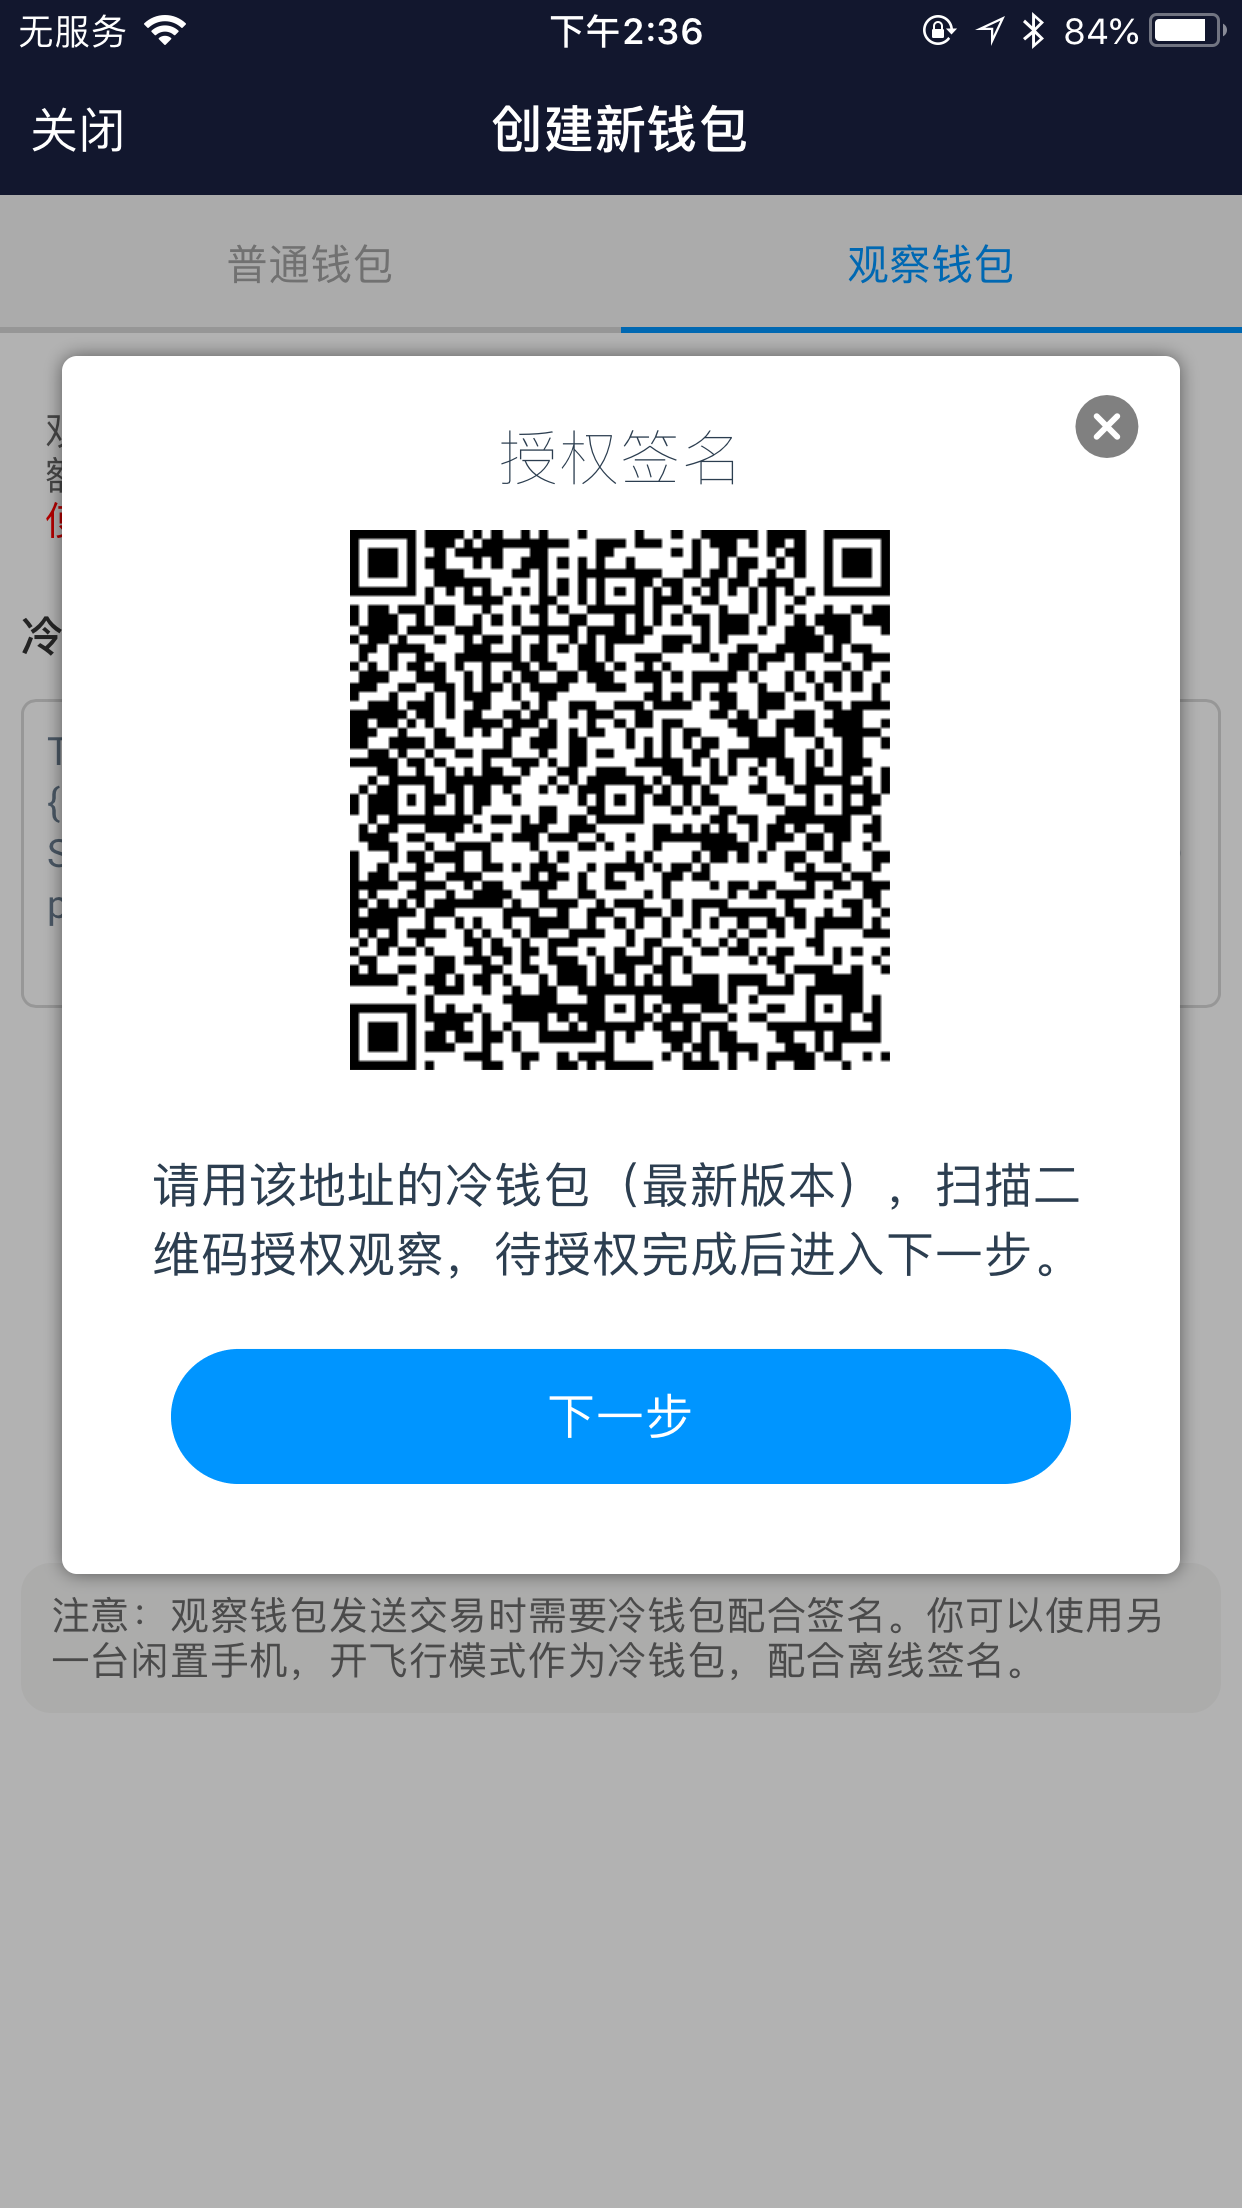 无服务
下午2:36
84%
关闭
创建新钱包
普通钱包
观察钱包
授权签名
冷
T
{
S
p
请用该地址的冷钱包（最新版本），扫描二
维码授权观察，待授权完成后进入下一步。
下一步
注意：观察钱包发送交易时需要冷钱包配合签名。你可以使用另
一台闲置手机，开飞行模式作为冷钱包，配合离线签名。